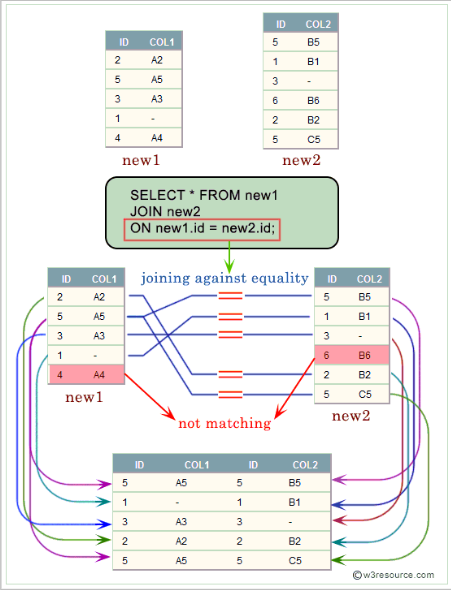 ID COL1
2 A2
5 A5
3 A3
1 -
4 A4
new1
ID COL2
5 B5
1 B1
3 -
6 B6
2 B2
5 C5
new2
SELECT * FROM new1
JOIN new2
ON new1.id = new2.id;
joining against equality
ID COL1
2 A2
5 A5
3 A3
1 -
4 A4
new1
ID COL2
5 B5
1 B1
3 -
6 B6
2 B2
5 C5
new2
not matching
ID COL1 ID COL2
5 A5 5 B5
1 - 1 B1
3 A3 3 -
2 A2 2 B2
5 A5 5 C5
©w3resource.com